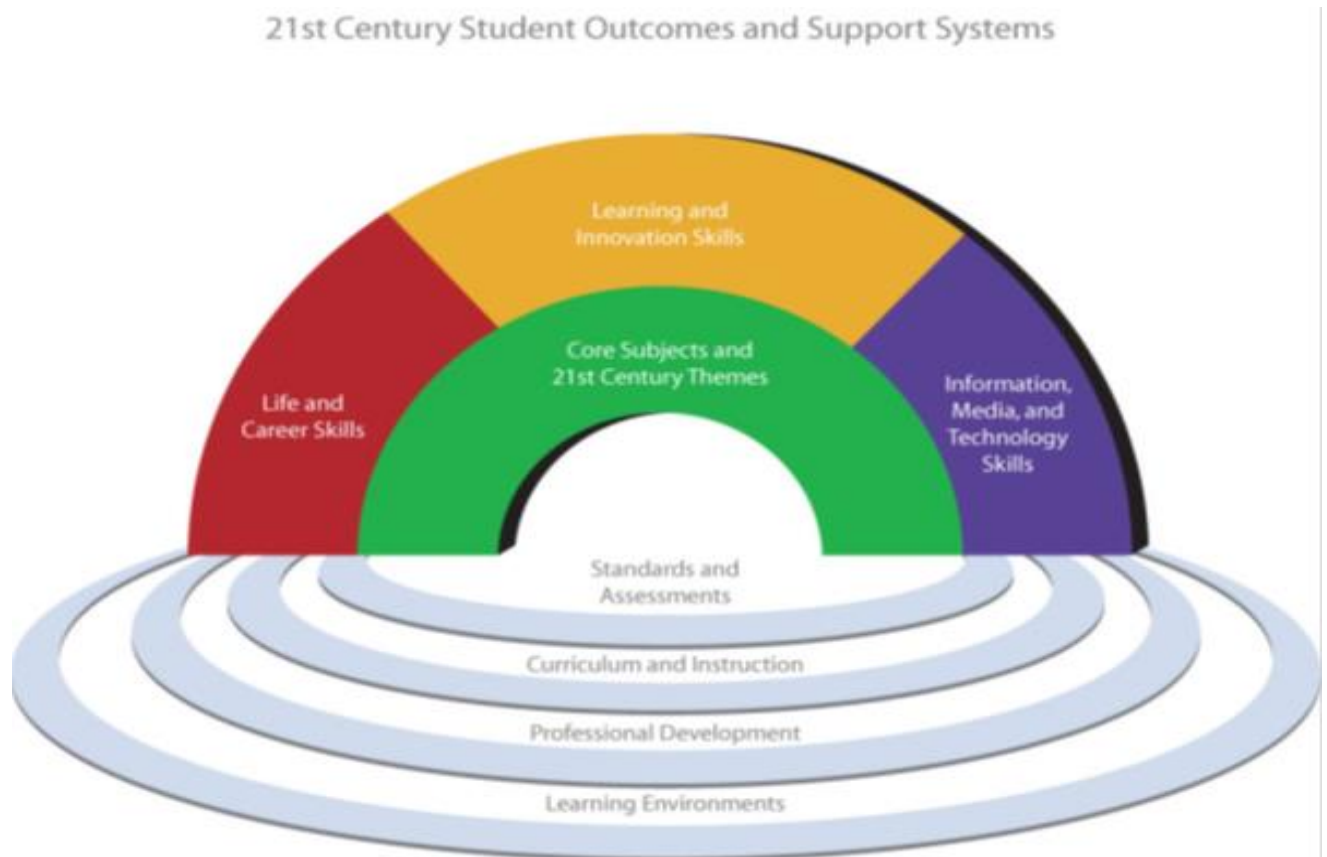 21st Century Student Outcomes and Support Systems
Learning and
Innovation Skills
Core Subjects and
21st Century Themes
Life and
Career Skills
Information,
Media, and
Technology
Skills
Standards and
Assessments
Curriculum and Instruction
Professional Development
Learning Environments